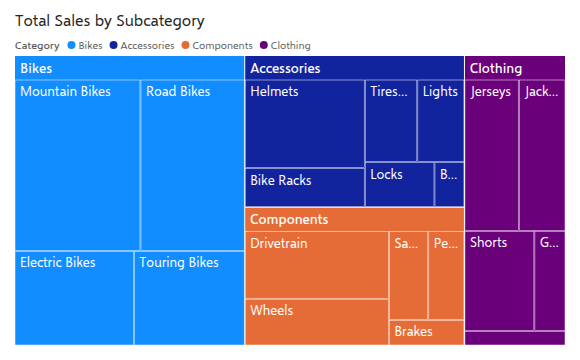 Total Sales by Subcategory
Category Bikes Accessories Components Clothing
Bikes
Mountain Bikes
Road Bikes
Electric Bikes
Touring Bikes
Accessories
Helmets
Tires...
Lights
Bike Racks
Locks
B...
Components
Drivetrain
Sa...
Pe...
Wheels
Brakes
Clothing
Jerseys
Jack...
Shorts
G...